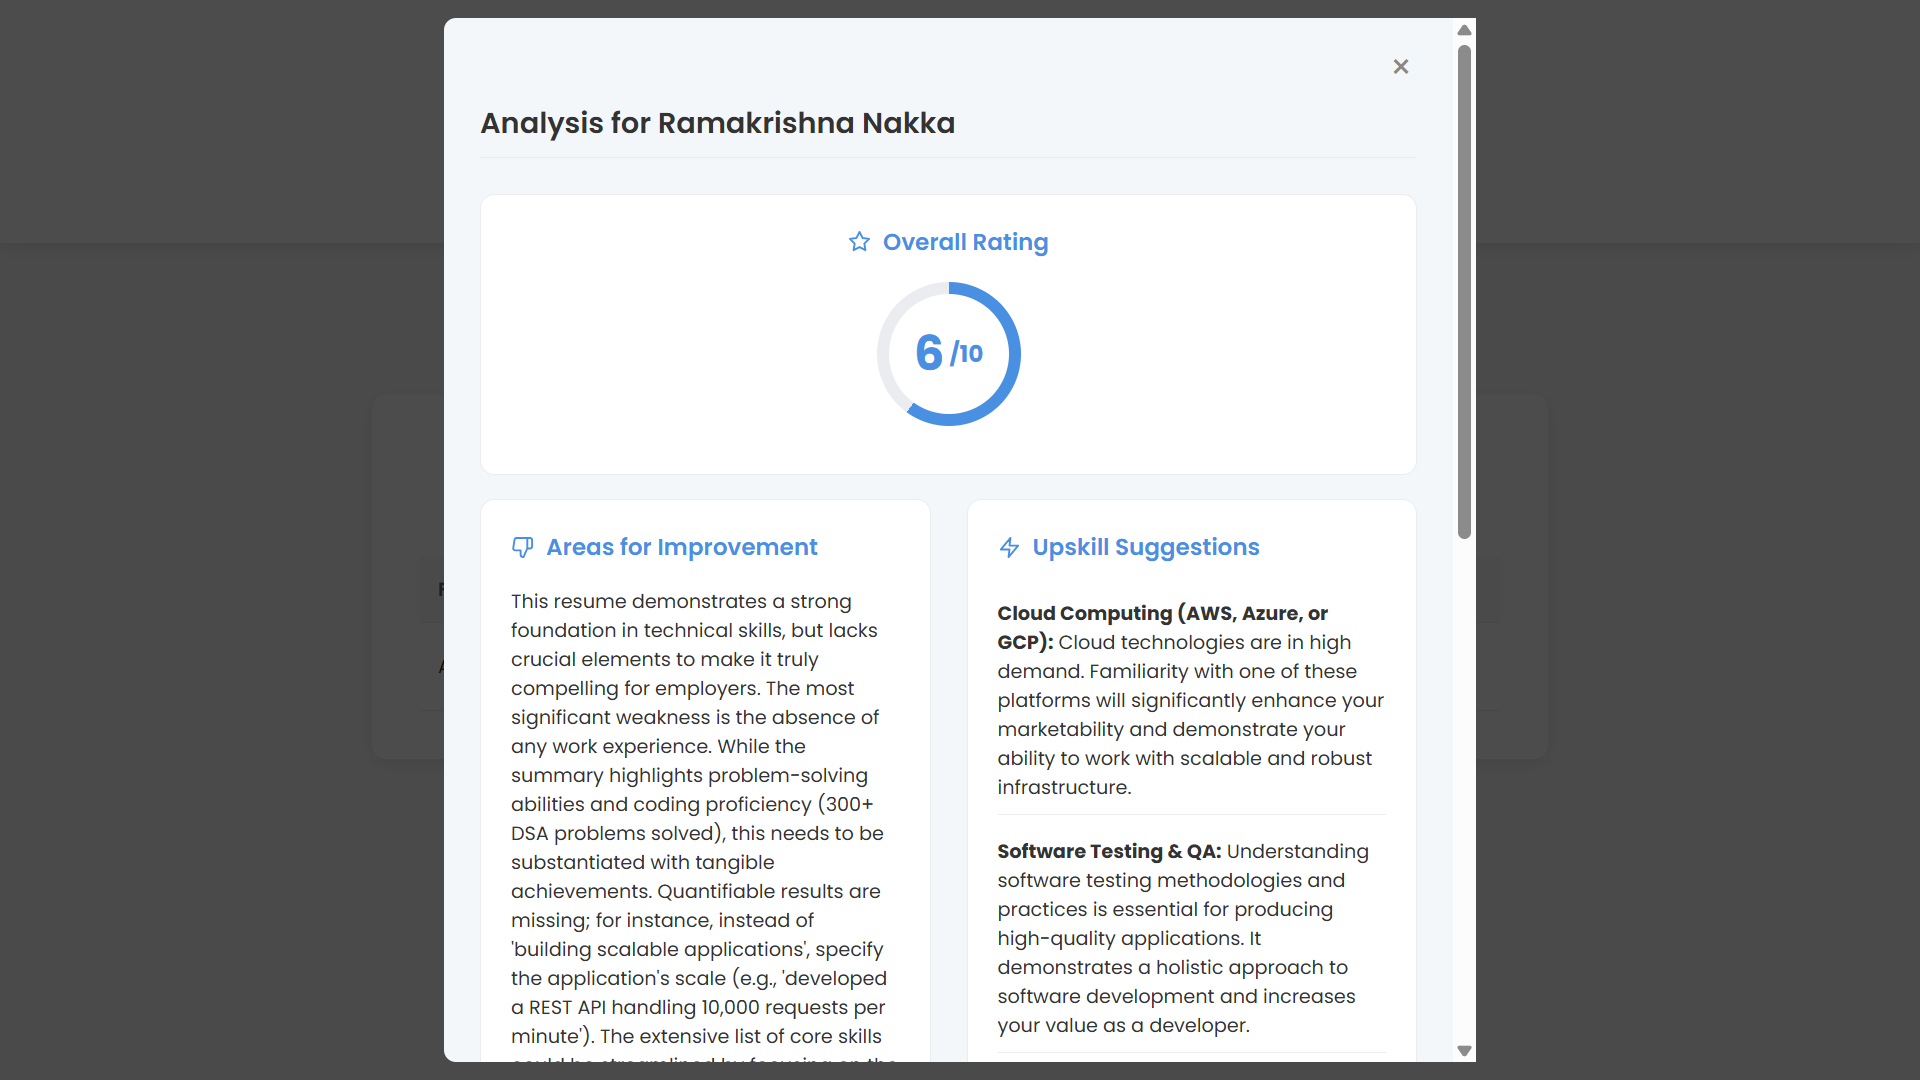 ×
Analysis for Ramakrishna Nakka
Overall Rating
6 /10
Areas for Improvement
This resume demonstrates a strong
foundation in technical skills, but lacks
crucial elements to make it truly
compelling for employers. The most
significant weakness is the absence of
any work experience. While the
summary highlights problem-solving
abilities and coding proficiency (300+
DSA problems solved), this needs to be
substantiated with tangible
achievements. Quantifiable results are
missing; for instance, instead of
'building scalable applications', specify
the application's scale (e.g., 'developed
a REST API handling 10,000 requests per
minute'). The extensive list of core skills
could be streamlined by focusing on the
Upskill Suggestions
Cloud Computing (AWS, Azure, or
GCP): Cloud technologies are in high
demand. Familiarity with one of these
platforms will significantly enhance your
marketability and demonstrate your
ability to work with scalable and robust
infrastructure.
Software Testing & QA: Understanding
software testing methodologies and
practices is essential for producing
high-quality applications. It
demonstrates a holistic approach to
software development and increases
your value as a developer.